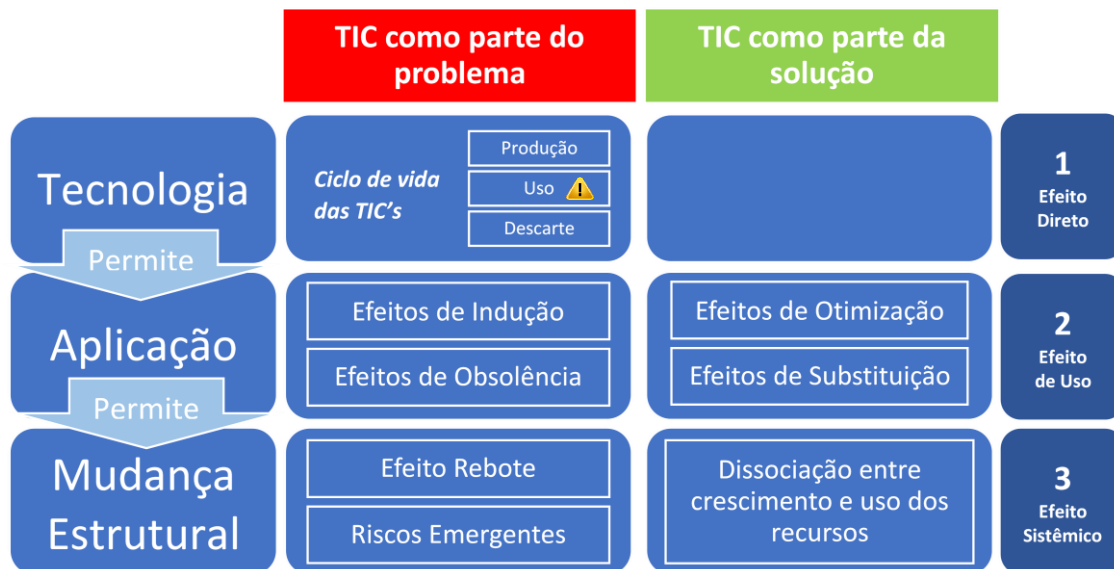 TIC como parte do
problema
TIC como parte da
solução
Tecnologia
Ciclo de vida
das TIC's
Produção
Uso
Descarte
1
Efeito
Direto
Permite
Aplicação
Efeitos de Indução
Efeitos de Obsolência
Efeitos de Otimização
Efeitos de Substituição
2
Efeito
de Uso
Permite
Mudança
Estrutural
Efeito Rebote
Riscos Emergentes
Dissociação entre
crescimento e uso dos
recursos
3
Efeito
Sistêmico